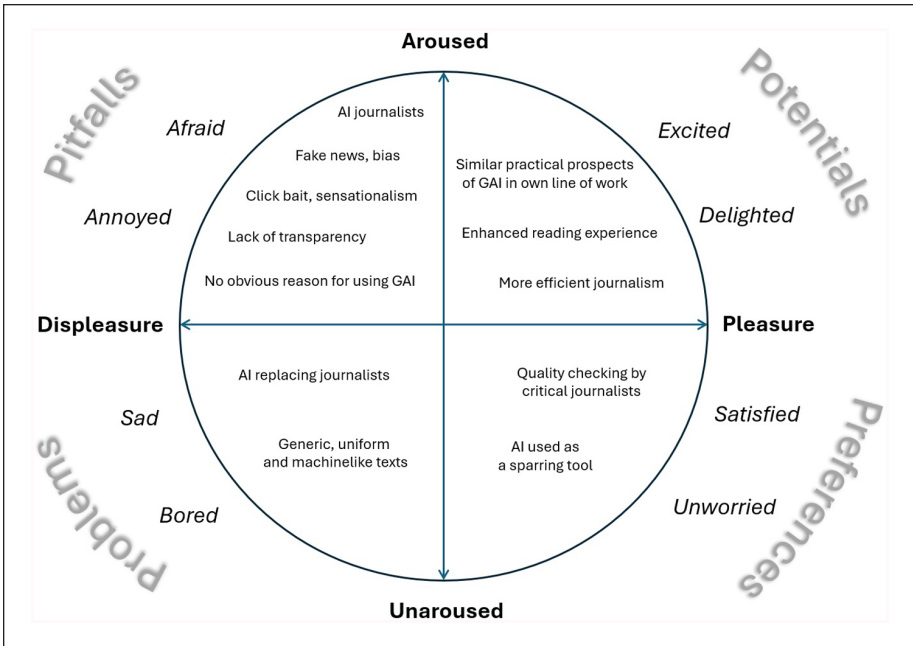 Aroused
Pitfalls
Potentials
Afraid
AI journalists
Excited
Fake news, bias
Similar practical prospects
of GAI in own line of work
Click bait, sensationalism
Annoyed
Delighted
Lack of transparency
Enhanced reading experience
No obvious reason for using GAI
More efficient journalism
Displeasure
Pleasure
AI replacing journalists
Quality checking by
critical journalists
Sad
Satisfied
Generic, uniform
and machinelike texts
AI used as
a sparring tool
Problems
Preferences
Bored
Unworried
Unaroused